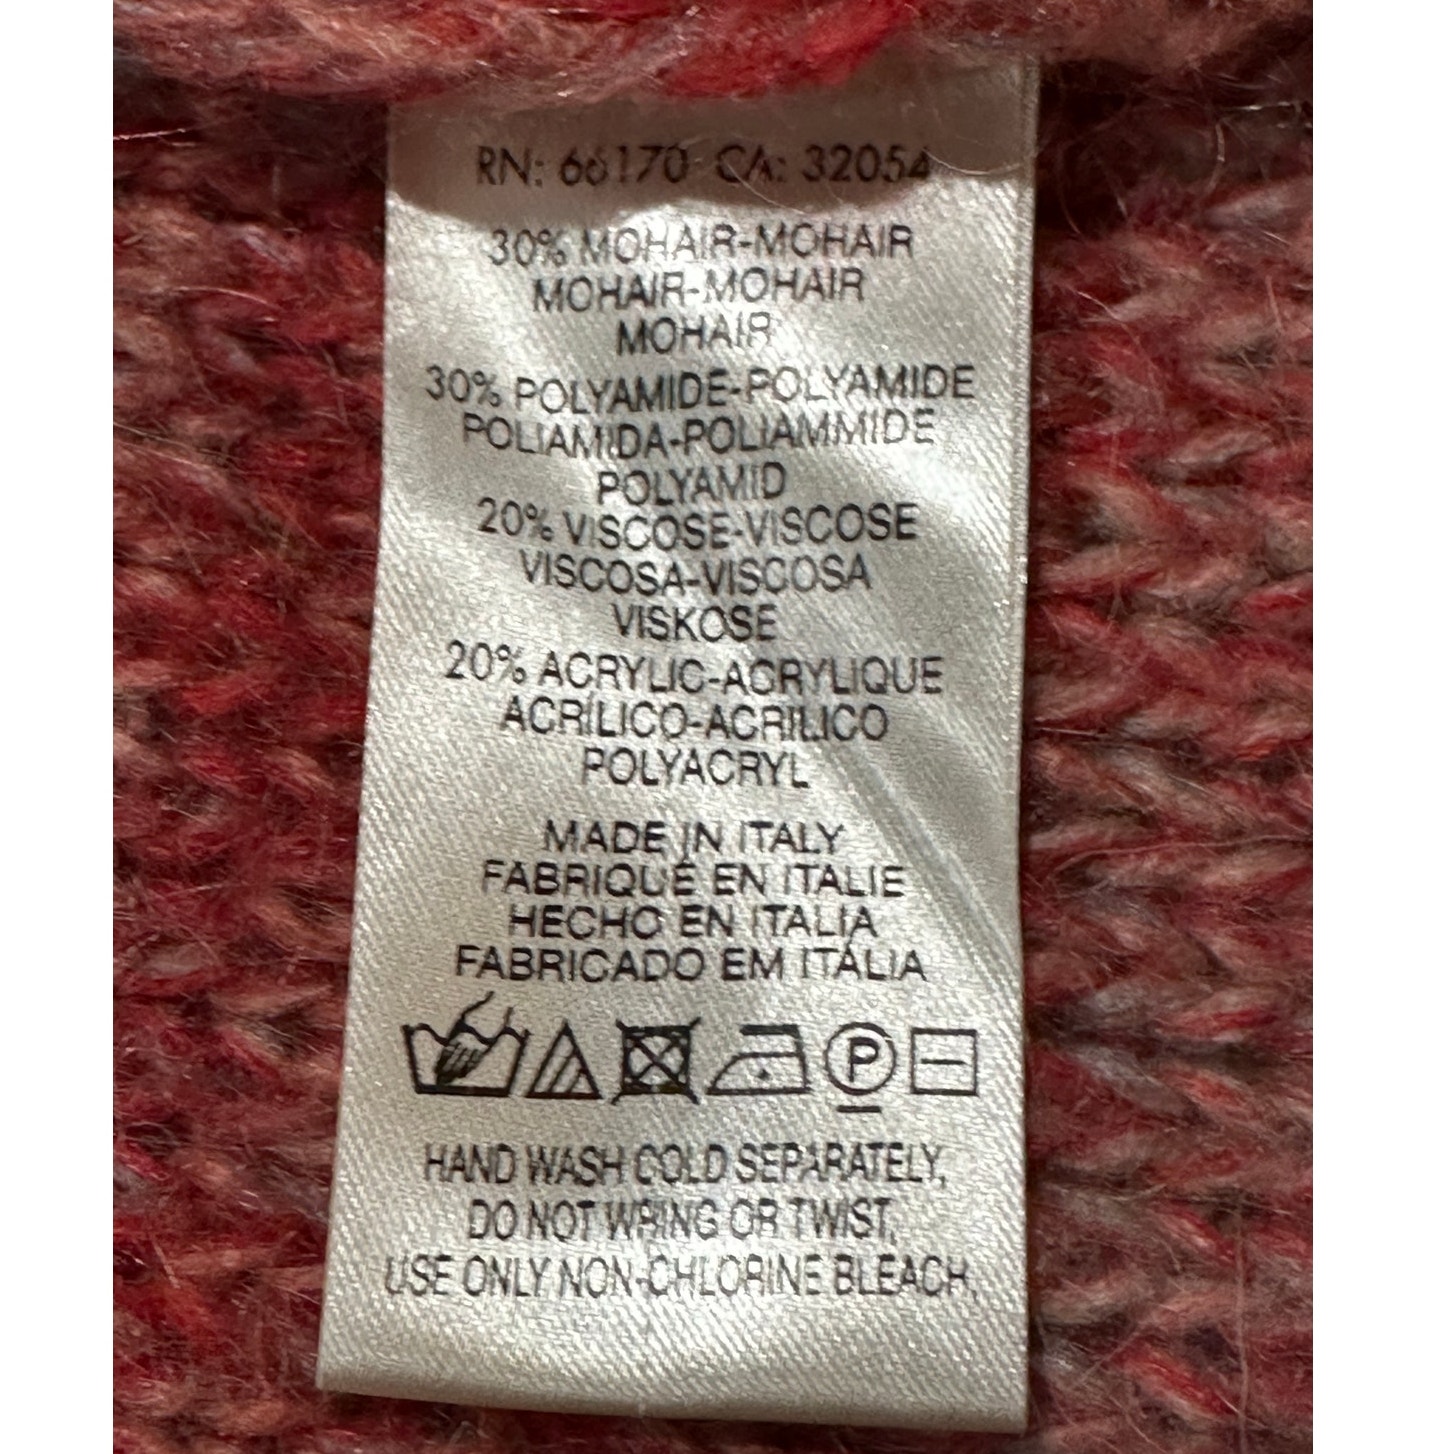 RN: 66170 CA: 32054
30% MOHAIR-MOHAIR
MOHAIR-MOHAIR
MOHAIR
30% POLYAMIDE-POLYAMIDE
POLIAMIDA-POLIAMMIDE
POLYAMID
20% VISCOSE-VISCOSE
VISCOSA-VISCOSA
VISKOSE
20% ACRYLIC-ACRYLIQUE
ACRÍLICO-ACRILICO
POLYACRYL
MADE IN ITALY
FABRIQUÉ EN ITALIE
HECHO EN ITALIA
FABRICADO EM ITÁLIA
P
HAND WASH COLD SEPARATELY,
DO NOT WRING OR TWIST,
USE ONLY NON-CHLORINE BLEACH,